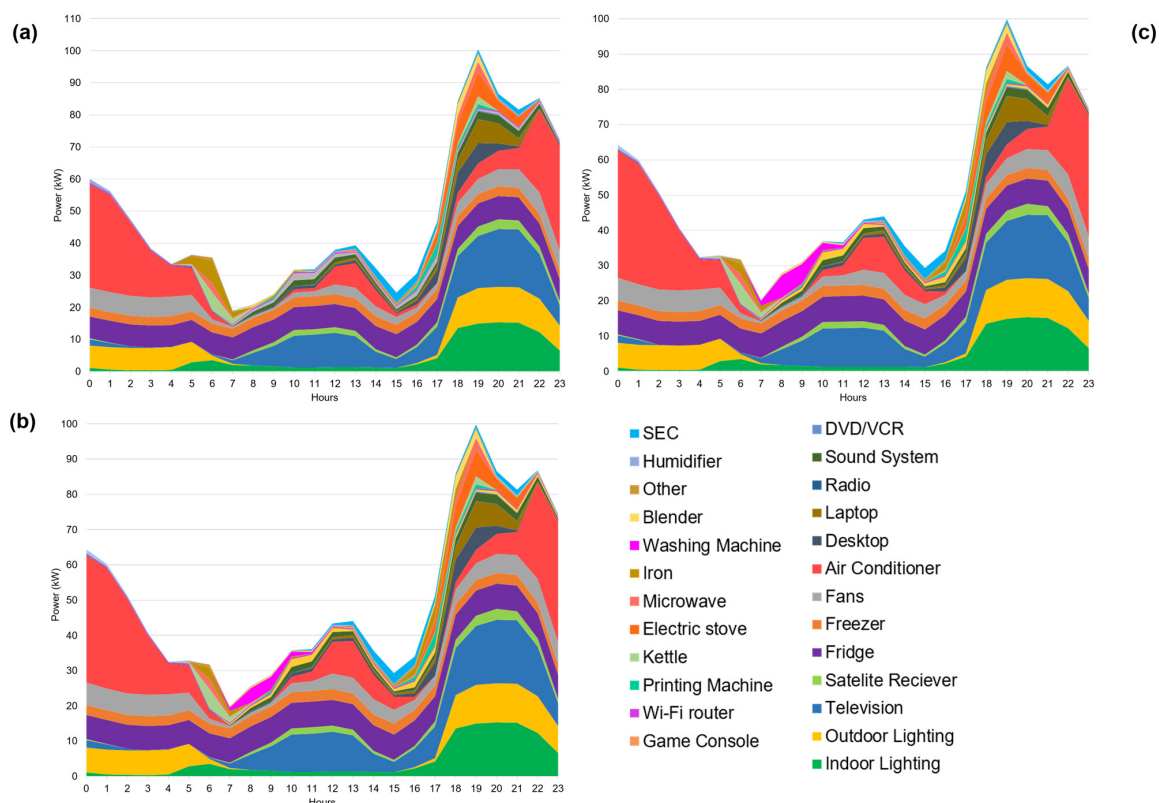 (a)
110
100
90
80
70
60
50
40
30
20
10
0
Power (kW)
0 1 2 3 4 5 6 7 8 9 10 11 12 13 14 15 16 17 18 19 20 21 22 23
Hours
(c)
100
90
80
70
60
50
40
30
20
10
0
Power (kW)
0 1 2 3 4 5 6 7 8 9 10 11 12 13 14 15 16 17 18 19 20 21 22 23
Hours
(b)
100
90
80
70
60
50
40
30
20
10
0
Power (kW)
0 1 2 3 4 5 6 7 8 9 10 11 12 13 14 15 16 17 18 19 20 21 22 23
Hours
SEC
Humidifier
Other
Blender
Washing Machine
Iron
Microwave
Electric stove
Kettle
Printing Machine
Wi-Fi router
Game Console
DVD/VCR
Sound System
Radio
Laptop
Desktop
Air Conditioner
Fans
Freezer
Fridge
Satelite Reciever
Television
Outdoor Lighting
Indoor Lighting